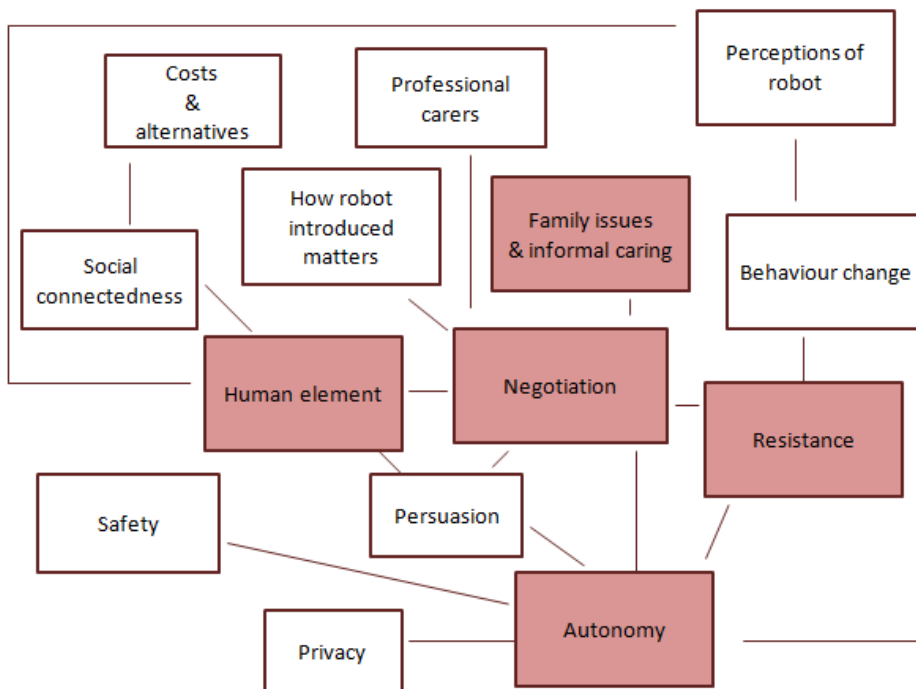 Costs
&
alternatives
Professional
carers
Perceptions of
robot
How robot
introduced
matters
Family issues
& informal caring
Social
connectedness
Behaviour change
Human element
Negotiation
Resistance
Safety
Persuasion
Autonomy
Privacy